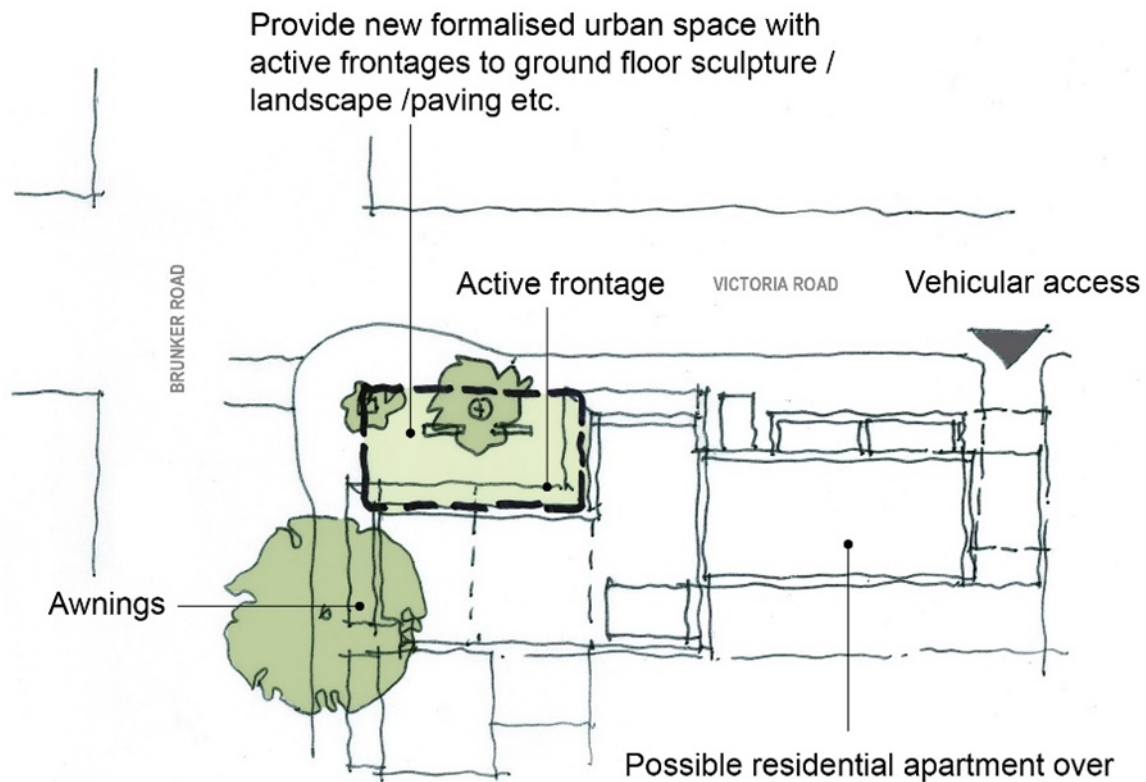 Provide new formalised urban space with
active frontages to ground floor sculpture /
landscape /paving etc.
Active frontage
VICTORIA ROAD
Vehicular access
BRUNKER ROAD
Awnings
Possible residential apartment over